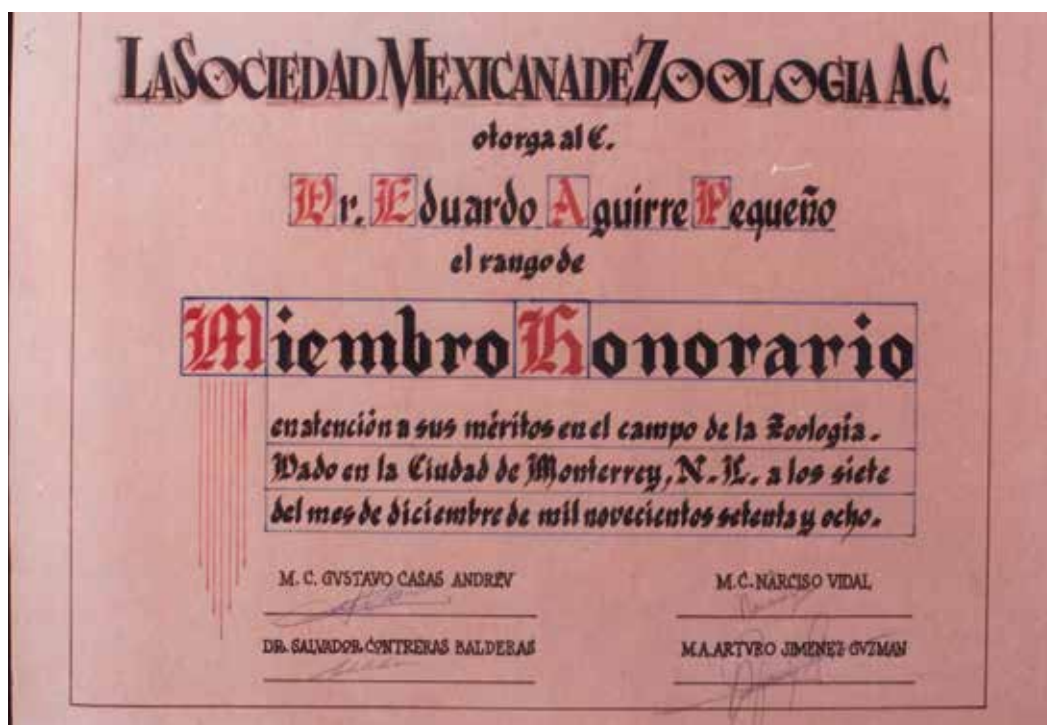 LA SOCIEDAD MEXICANA DE ZOOLOGIA A.C.
otorga al C.
Dr. Eduardo Aguirre Pequeño
el rango de
Miembro Honorario
en atención a sus méritos en el campo de la Zoología.
Dado en la Ciudad de Monterrey, N. L. a los siete
del mes de diciembre de mil novecientos setenta y ocho.
M. C. GVSTAVO CASAS ANDREV
M. C. NARCISO VIDAL
DR. SALVADOR CONTRERAS BALDERAS
M.A. ARTVRO JIMENEZ GVZMAN